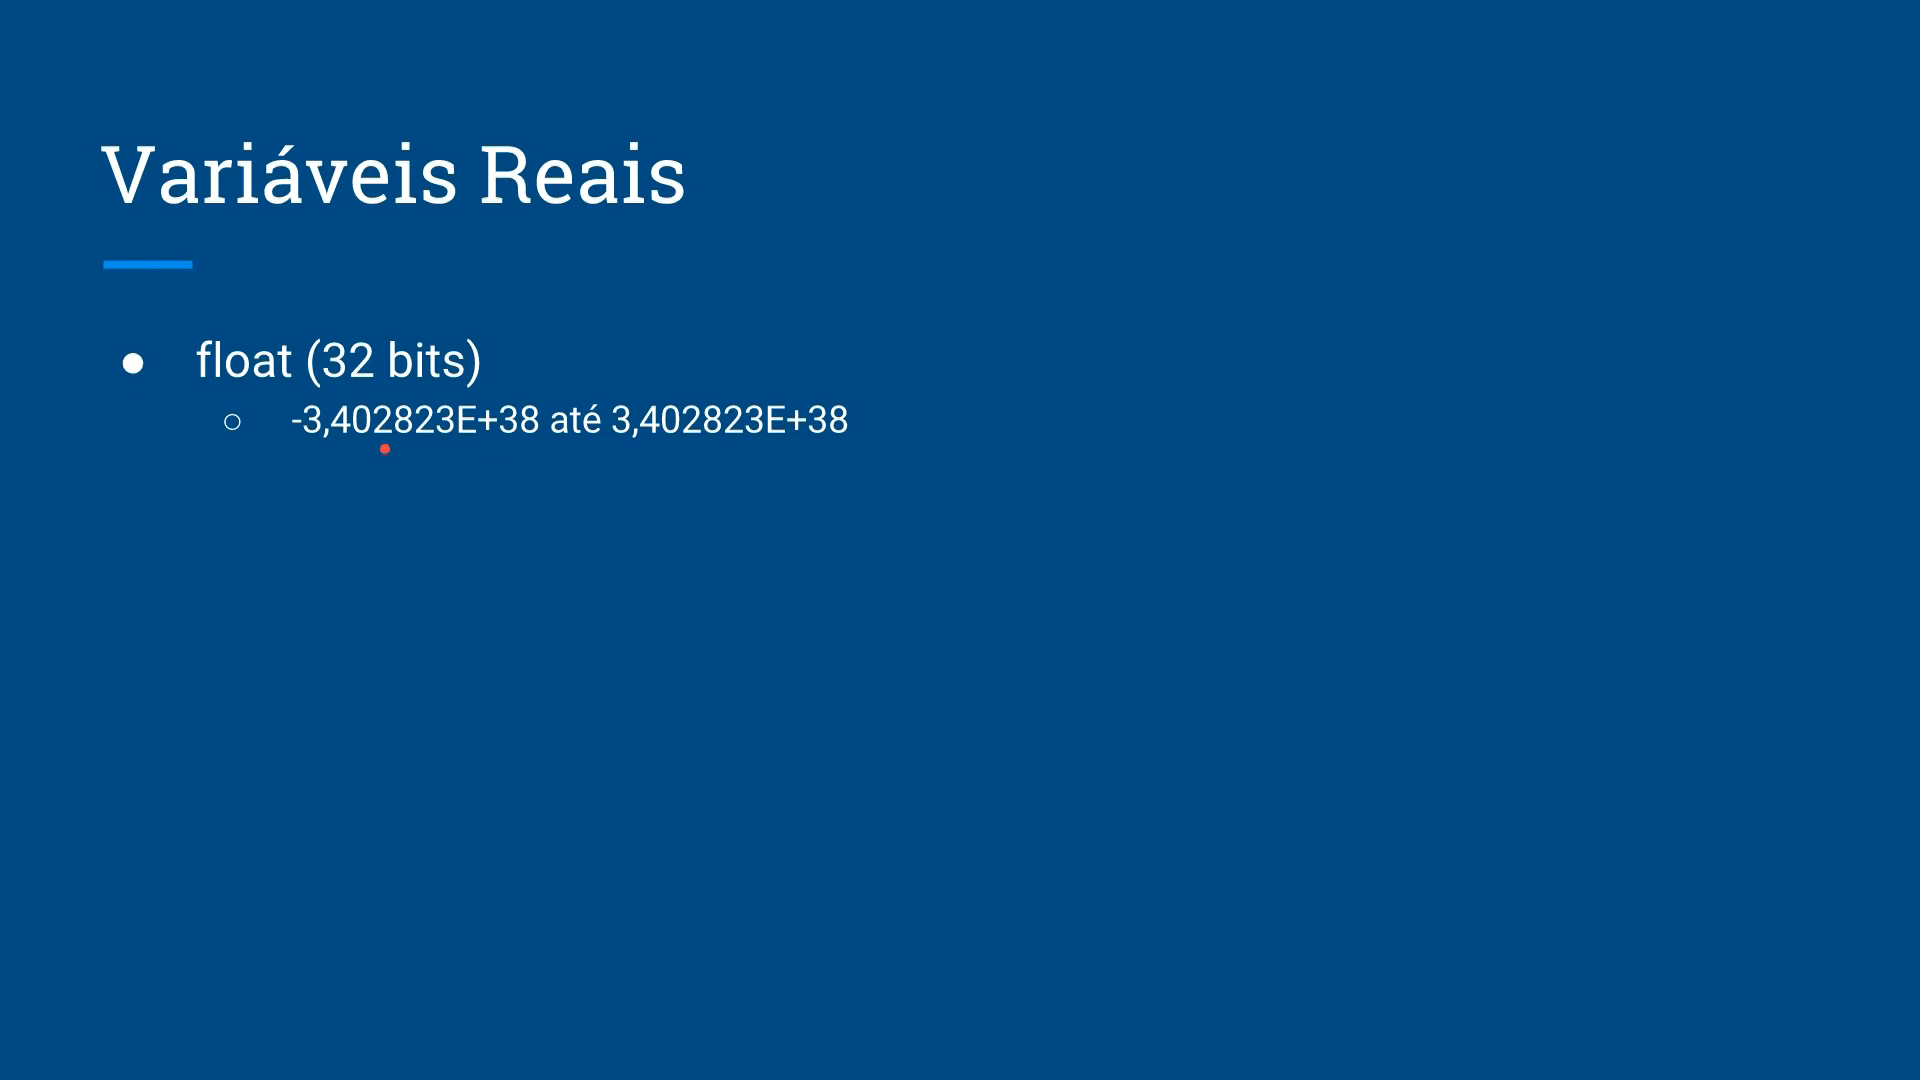 Variáveis Reais
● float (32 bits)
○ -3,402823E+38 até 3,402823E+38